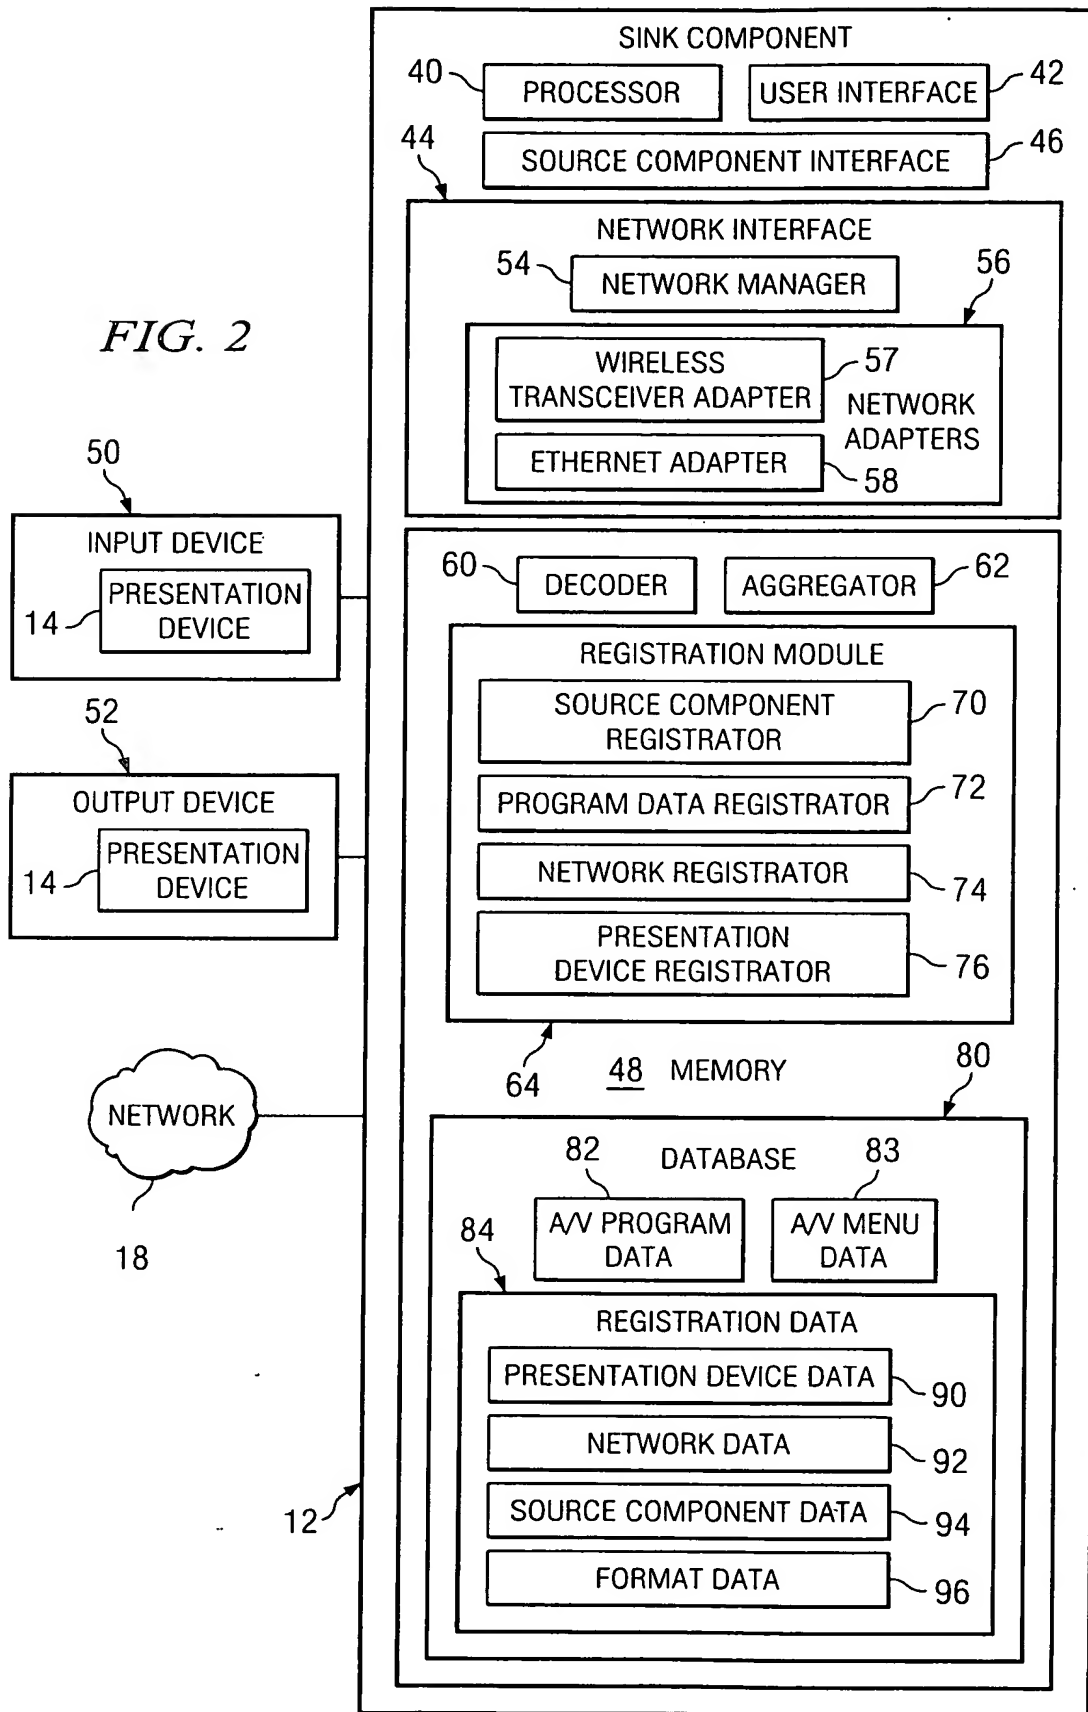 SINK COMPONENT
40
PROCESSOR
USER INTERFACE
42
44
SOURCE COMPONENT INTERFACE
46
NETWORK INTERFACE
54
NETWORK MANAGER
56
FIG. 2
WIRELESS
TRANSCEIVER ADAPTER
57
NETWORK
ADAPTERS
ETHERNET ADAPTER
58
50
INPUT DEVICE
PRESENTATION
DEVICE
14
60
DECODER
AGGREGATOR
62
REGISTRATION MODULE
SOURCE COMPONENT
REGISTRATOR
70
52
OUTPUT DEVICE
PRESENTATION
DEVICE
14
PROGRAM DATA REGISTRATOR
72
NETWORK REGISTRATOR
74
PRESENTATION
DEVICE REGISTRATOR
76
64
48 MEMORY
80
NETWORK
18
DATABASE
82
83
A/V PROGRAM
DATA
A/V MENU
DATA
84
REGISTRATION DATA
PRESENTATION DEVICE DATA
90
NETWORK DATA
92
SOURCE COMPONENT DATA
94
12
FORMAT DATA
96